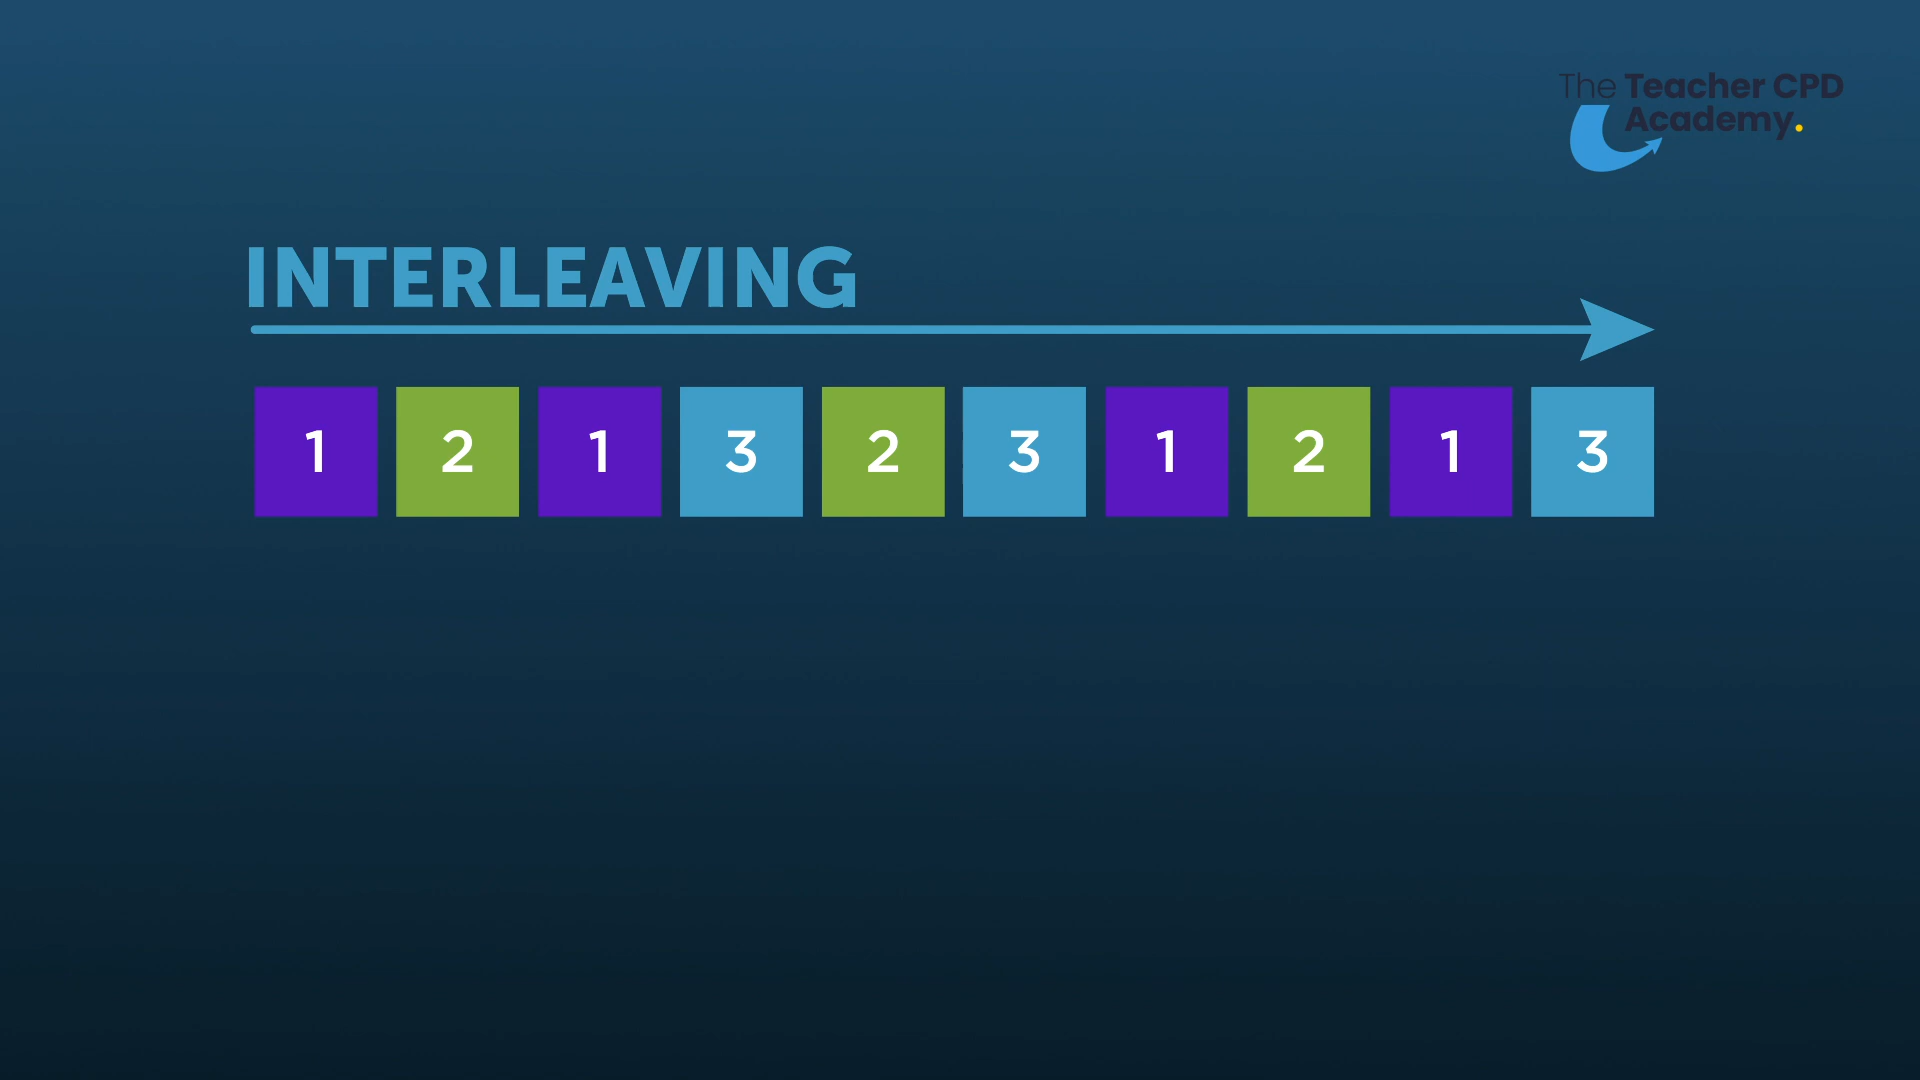 The Teacher CPD
Academy.
INTERLEAVING
1 2 1 3 2 3 1 2 1 3